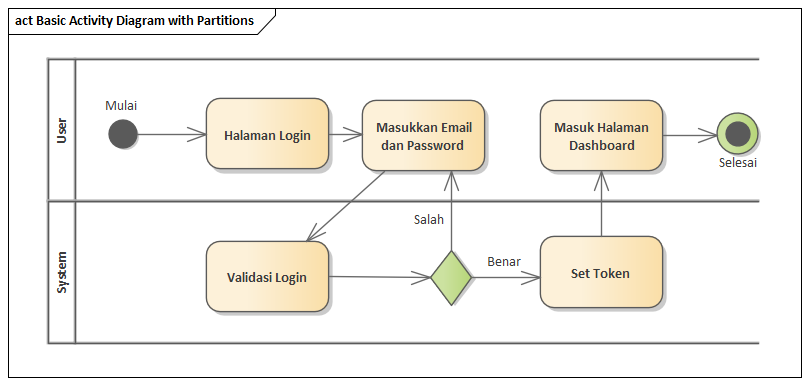 act Basic Activity Diagram with Partitions
User
Mulai
Halaman Login
Masukkan Email
dan Password
Masuk Halaman
Dashboard
Selesai
System
Validasi Login
Salah
Benar
Set Token